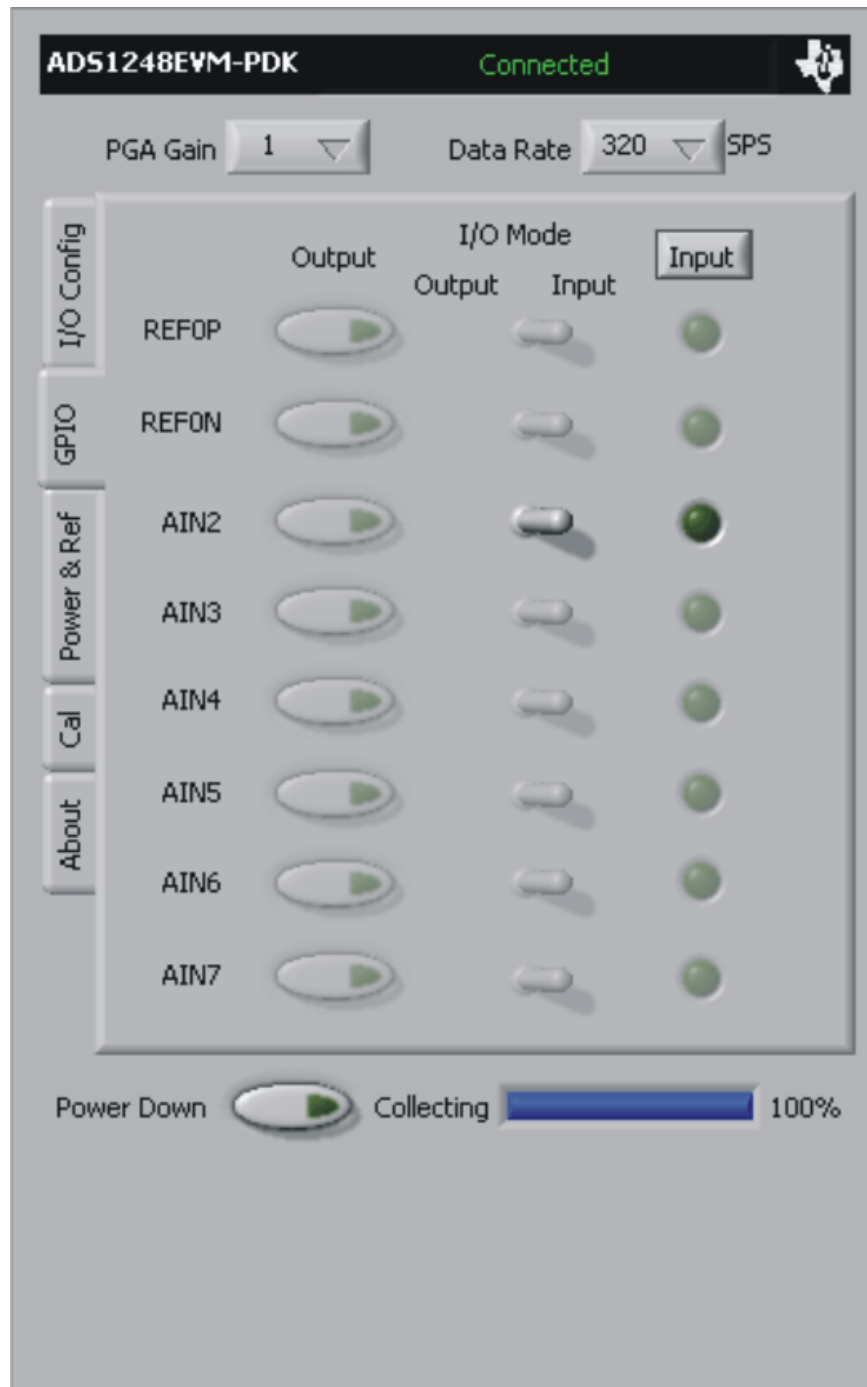 ADS1248EVM-PDK Connected
PGA Gain 1 Data Rate 320 SPS
I/O Config
GPIO
Power & Ref
Cal
About
Output I/O Mode Input
Output Input
REF0P
REF0N
AIN2
AIN3
AIN4
AIN5
AIN6
AIN7
Power Down Collecting 100%